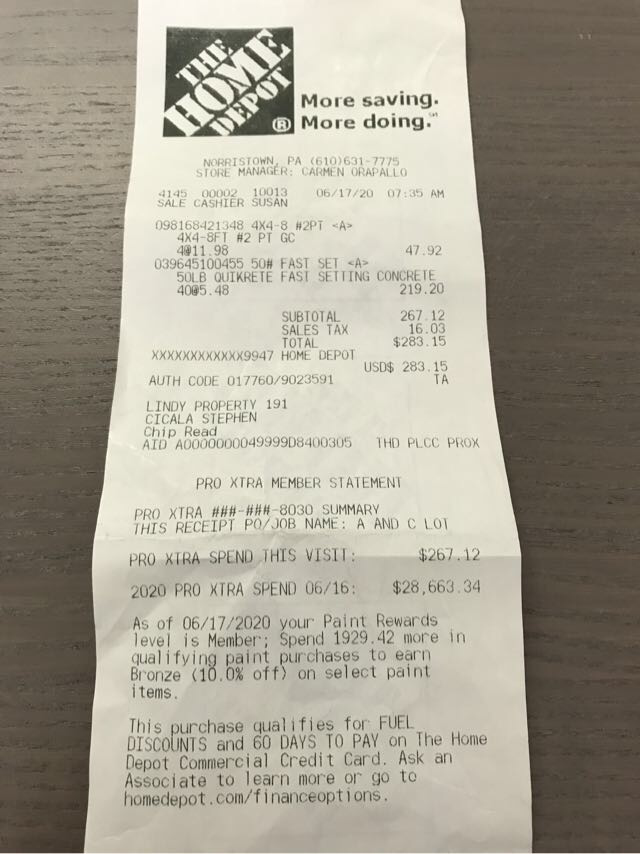 THE
HOME
DEPOT
®
More saving.
More doing.℠
NORRISTOWN, PA (610)631-7775
STORE MANAGER: CARMEN ORAPALLO
4145 00002 10013 06/17/20 07:35 AM
SALE CASHIER SUSAN
098168421348 4X4-8 #2PT <A>
4X4-8FT #2 PT GC
4@11.98 47.92
039645100455 50# FAST SET <A>
50LB QUIKRETE FAST SETTING CONCRETE
40@5.48 219.20
SUBTOTAL 267.12
SALES TAX 16.03
TOTAL $283.15
XXXXXXXXXXXX9947 HOME DEPOT
USD$ 283.15
AUTH CODE 017760/9023591 TA
LINDY PROPERTY 191
CICALA STEPHEN
Chip Read
AID A0000000049999D8400305 THD PLCC PROX
PRO XTRA MEMBER STATEMENT
PRO XTRA ###-###-8030 SUMMARY
THIS RECEIPT PO/JOB NAME: A AND C LOT
PRO XTRA SPEND THIS VISIT: $267.12
2020 PRO XTRA SPEND 06/16: $28,663.34
As of 06/17/2020 your Paint Rewards
level is Member; Spend 1929.42 more in
qualifying paint purchases to earn
Bronze (10.0% off) on select paint
items.
This purchase qualifies for FUEL
DISCOUNTS and 60 DAYS TO PAY on The Home
Depot Commercial Credit Card. Ask an
Associate to learn more or go to
homedepot.com/financeoptions.